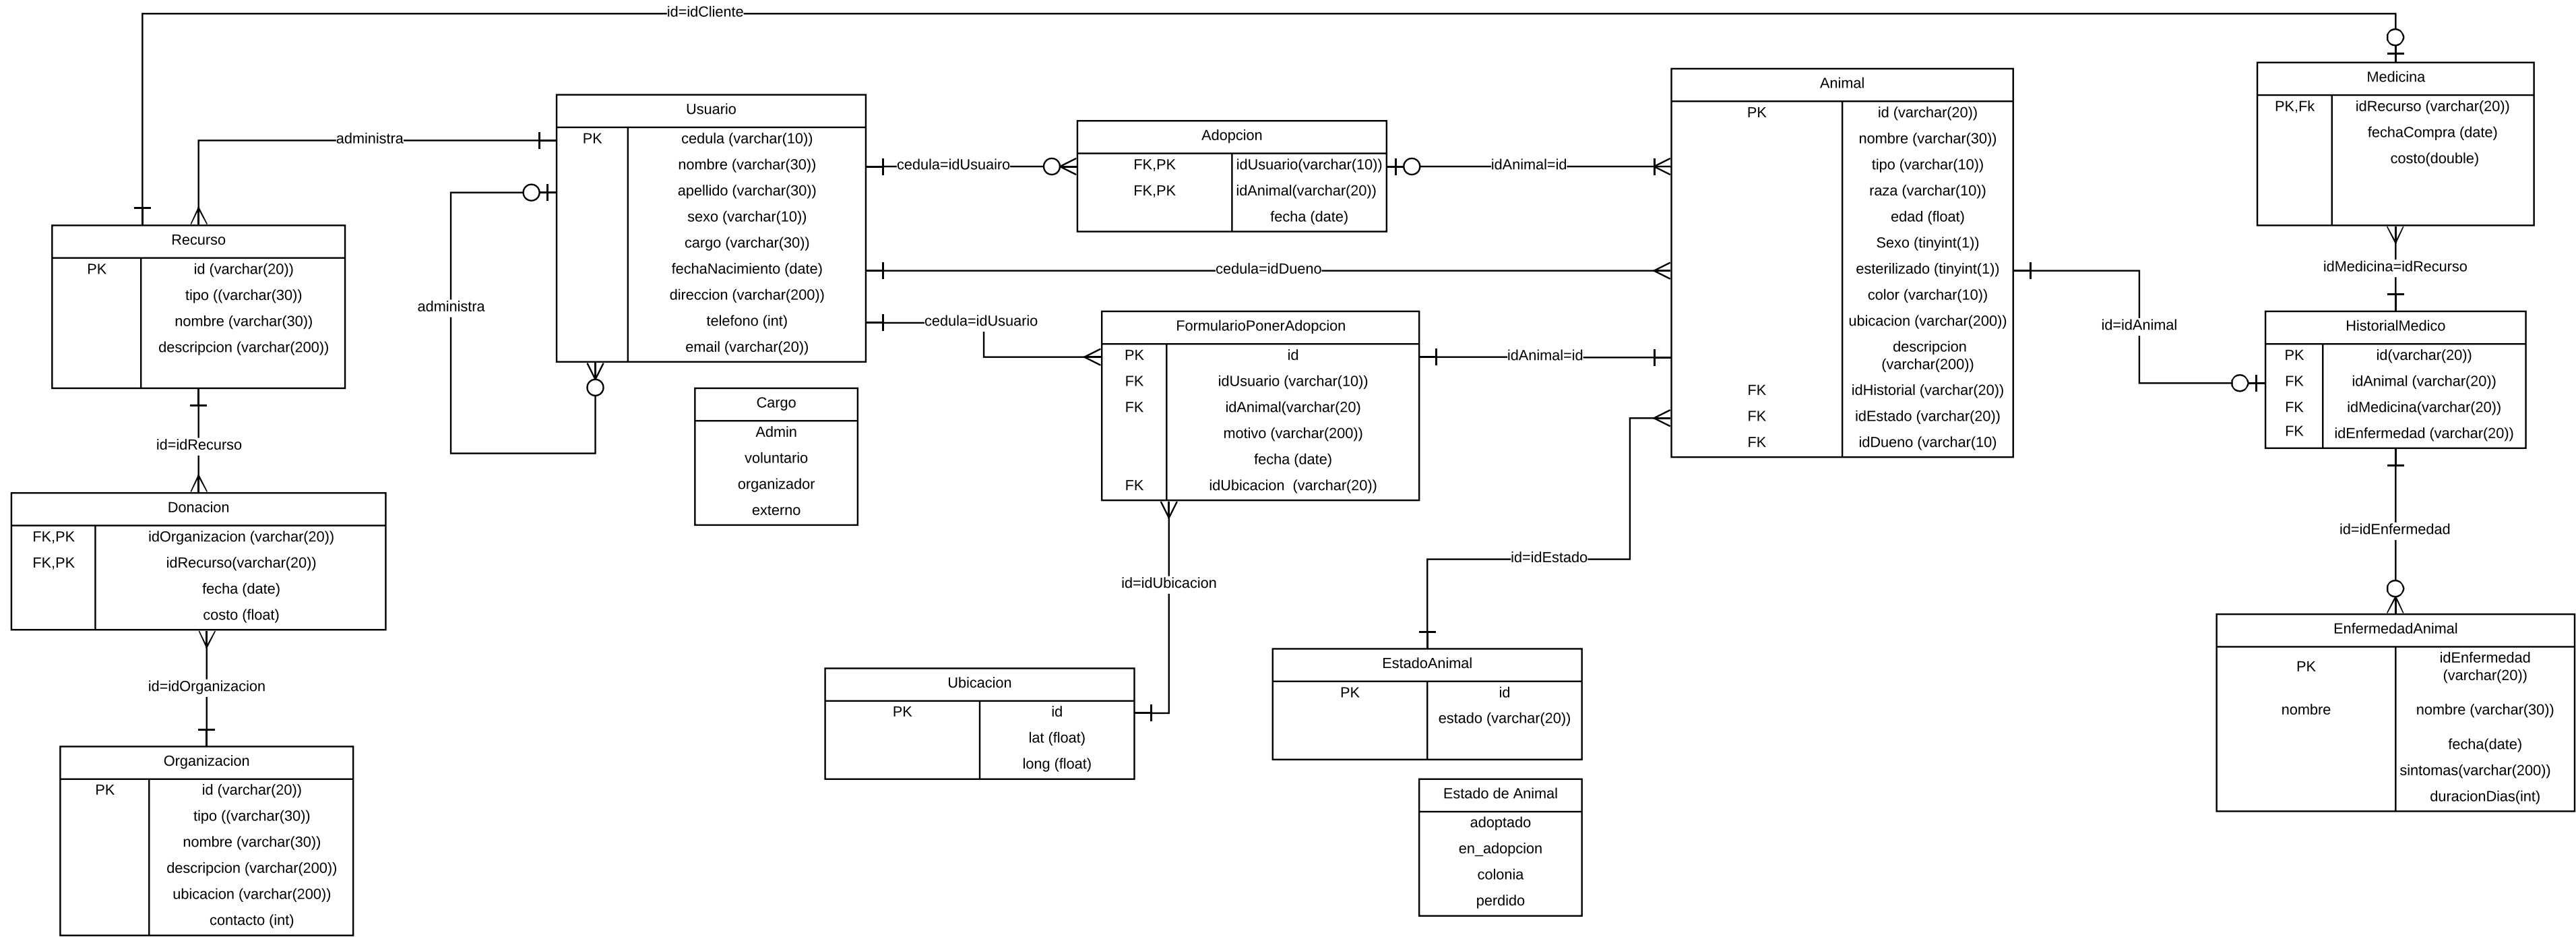 id=idCliente
Medicina
PK,Fk
idRecurso (varchar(20))
fechaCompra (date)
costo(double)
Animal
PK
id (varchar(20))
nombre (varchar(30))
tipo (varchar(10))
raza (varchar(10))
edad (float)
Sexo (tinyint(1))
esterilizado (tinyint(1))
color (varchar(10))
ubicacion (varchar(200))
descripcion
(varchar(200))
FK
idHistorial (varchar(20))
FK
idEstado (varchar(20))
FK
idDueno (varchar(10)
Usuario
PK
cedula (varchar(10))
nombre (varchar(30))
apellido (varchar(30))
sexo (varchar(10))
cargo (varchar(30))
fechaNacimiento (date)
direccion (varchar(200))
telefono (int)
email (varchar(20))
administra
administra
cedula=idUsuairo
Adopcion
FK,PK
idUsuario(varchar(10))
FK,PK
idAnimal(varchar(20))
fecha (date)
idAnimal=id
cedula=idDueno
cedula=idUsuario
Recurso
PK
id (varchar(20))
tipo ((varchar(30))
nombre (varchar(30))
descripcion (varchar(200))
FormularioPonerAdopcion
PK
id
FK
idUsuario (varchar(10))
FK
idAnimal(varchar(20)
motivo (varchar(200))
fecha (date)
FK
idUbicacion (varchar(20))
idAnimal=id
id=idAnimal
idMedicina=idRecurso
HistorialMedico
PK
id(varchar(20))
FK
idAnimal (varchar(20))
FK
idMedicina(varchar(20))
FK
idEnfermedad (varchar(20))
Cargo
Admin
voluntario
organizador
externo
id=idRecurso
Donacion
FK,PK
idOrganizacion (varchar(20))
FK,PK
idRecurso(varchar(20))
fecha (date)
costo (float)
id=idEnfermedad
id=idEstado
id=idUbicacion
EnfermedadAnimal
PK
idEnfermedad
(varchar(20))
nombre
nombre (varchar(30))
fecha(date)
sintomas(varchar(200))
duracionDias(int)
EstadoAnimal
PK
id
estado (varchar(20))
Ubicacion
PK
id
lat (float)
long (float)
id=idOrganizacion
Organizacion
PK
id (varchar(20))
tipo ((varchar(30))
nombre (varchar(30))
descripcion (varchar(200))
ubicacion (varchar(200))
contacto (int)
Estado de Animal
adoptado
en_adopcion
colonia
perdido